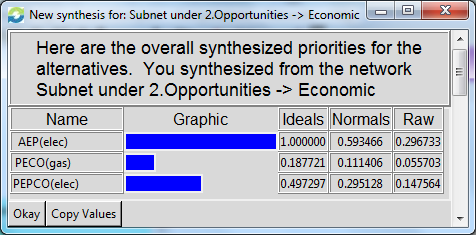 New synthesis for: Subnet under 2.Opportunities -> Economic
Here are the overall synthesized priorities for the
alternatives. You synthesized from the network
Subnet under 2.Opportunities -> Economic
Name Graphic Ideals Normals Raw
AEP(elec) 1.000000 0.593466 0.296733
PECO(gas) 0.187721 0.111406 0.055703
PEPCO(elec) 0.497297 0.295128 0.147564
Okay Copy Values